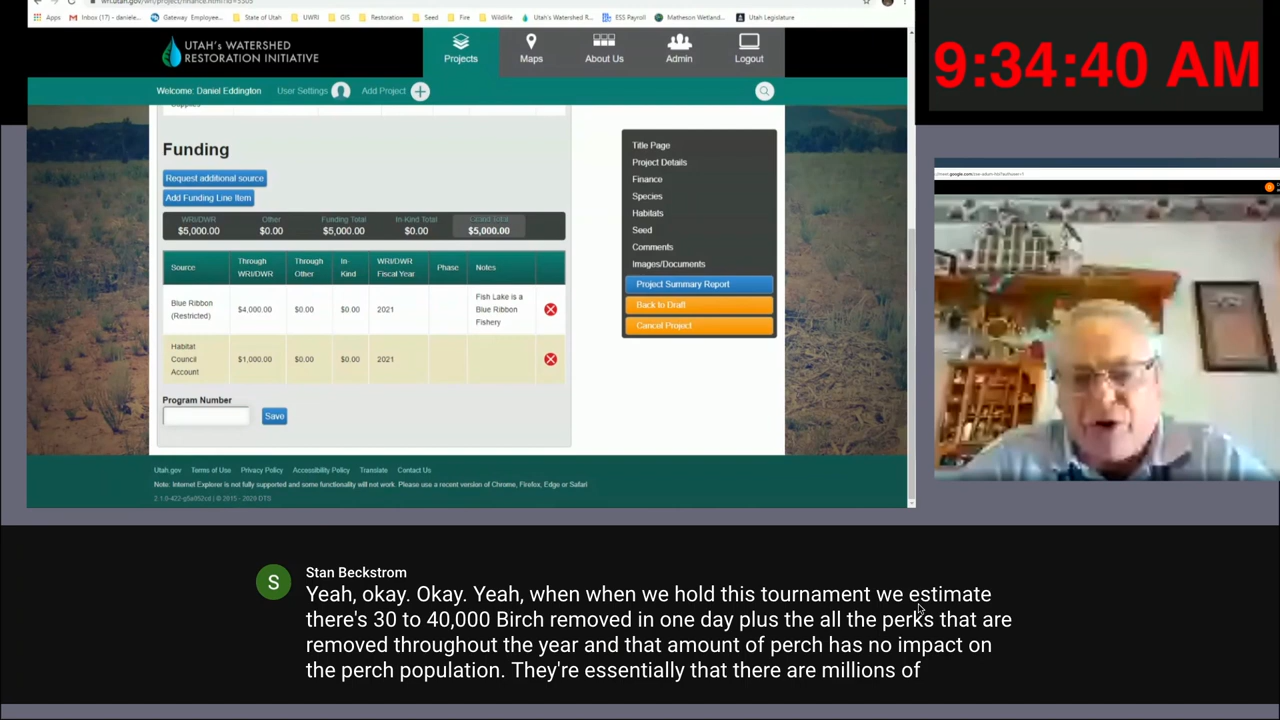 wri.utah.gov/wri/project/finance.html?id=5305
Apps
Inbox (17) - daniele...
Gateway Employee...
State of Utah
UWRI
GIS
Restoration
Seed
Fire
Wildlife
Utah's Watershed R...
ESS Payroll
Matheson Wetland...
Utah Legislature
9:34:40 AM
UTAH's WATERSHED
RESTORATION INITIATIVE
Projects
Maps
About Us
Admin
Logout
Welcome: Daniel Eddington
User Settings
Add Project
Supplies
Funding
Request additional source
Add Funding Line Item
WRI/DWR Other Funding Total In-Kind Total Grand Total
$5,000.00 $0.00 $5,000.00 $0.00 $5,000.00
Source
Through
WRI/DWR
Through
Other
In-
Kind
WRI/DWR
Fiscal Year
Phase
Notes
Blue Ribbon
(Restricted)
$4,000.00
$0.00
$0.00
2021
Fish Lake is a
Blue Ribbon
Fishery
Habitat
Council
Account
$1,000.00
$0.00
$0.00
2021
Program Number
Save
Title Page
Project Details
Finance
Species
Habitats
Seed
Comments
Images/Documents
Project Summary Report
Back to Draft
Cancel Project
Utah.gov Terms of Use Privacy Policy Accessibility Policy Translate Contact Us
Note: Internet Explorer is not fully supported and some functionality will not work. Please use a recent version of Chrome, Firefox, Edge or Safari
S
Stan Beckstrom
Yeah, okay. Okay. Yeah, when when we hold this tournament we estimate
there's 30 to 40,000 Birch removed in one day plus the all the perks that are
removed throughout the year and that amount of perch has no impact on
the perch population. They're essentially that there are millions of